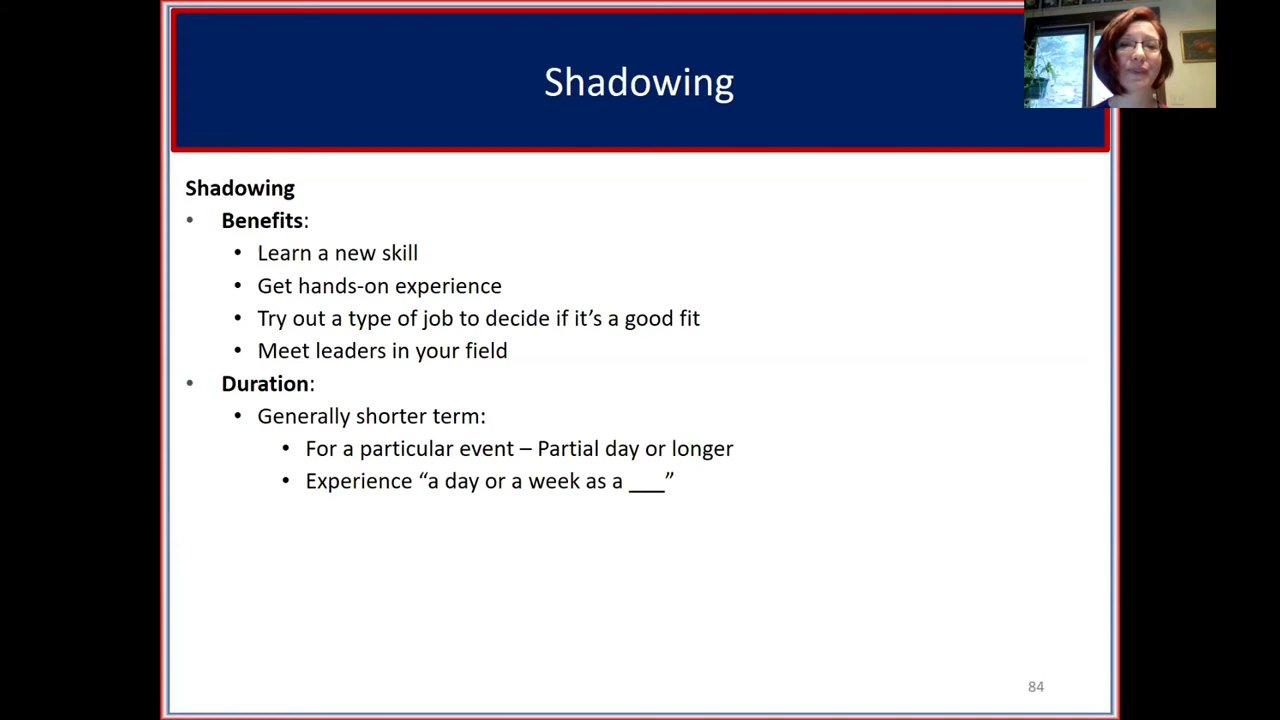 Shadowing
Shadowing
• Benefits:
• Learn a new skill
• Get hands-on experience
• Try out a type of job to decide if it’s a good fit
• Meet leaders in your field
• Duration:
• Generally shorter term:
• For a particular event – Partial day or longer
• Experience “a day or a week as a ___”
84